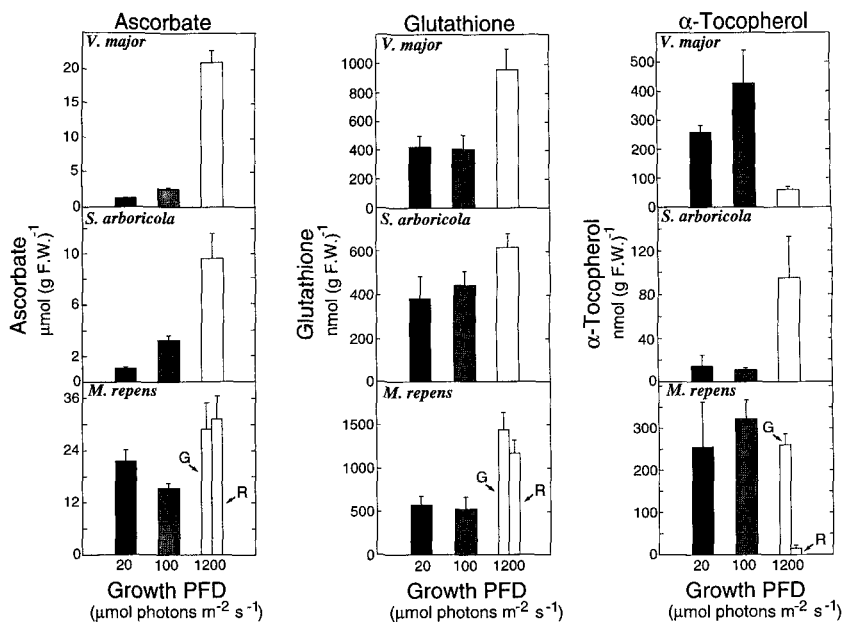 Ascorbate
Glutathione
α-Tocopherol
V. major
20
15
10
5
0
S. arboricola
10
6
2
0
M. repens
36
24
12
0
G
R
20 100 1200
Growth PFD
(μmol photons m⁻² s⁻¹)
Ascorbate
μmol (g F.W.)⁻¹
V. major
1000
800
600
400
200
0
S. arboricola
600
400
200
0
M. repens
1500
1000
500
0
G
R
20 100 1200
Growth PFD
(μmol photons m⁻² s⁻¹)
Glutathione
nmol (g F.W.)⁻¹
V. major
500
400
300
200
100
0
S. arboricola
120
80
40
0
M. repens
300
200
100
0
G
R
20 100 1200
Growth PFD
(μmol photons m⁻² s⁻¹)
α-Tocopherol
nmol (g F.W.)⁻¹